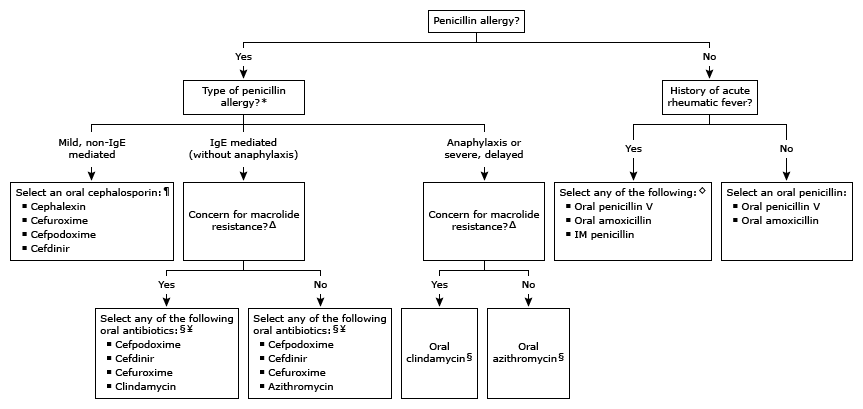 Penicillin allergy?
Yes
No
Type of penicillin
allergy?*
History of acute
rheumatic fever?
Mild, non-IgE
mediated
IgE mediated
(without anaphylaxis)
Anaphylaxis or
severe, delayed
Yes
No
Select an oral cephalosporin:¶
▪ Cephalexin
▪ Cefuroxime
▪ Cefpodoxime
▪ Cefdinir
Concern for macrolide
resistance?Δ
Concern for macrolide
resistance?Δ
Select any of the following:◊
▪ Oral penicillin V
▪ Oral amoxicillin
▪ IM penicillin
Select an oral penicillin:
▪ Oral penicillin V
▪ Oral amoxicillin
Yes
No
Yes
No
Select any of the following
oral antibiotics:§¥
▪ Cefpodoxime
▪ Cefdinir
▪ Cefuroxime
▪ Clindamycin
Select any of the following
oral antibiotics:§¥
▪ Cefpodoxime
▪ Cefdinir
▪ Cefuroxime
▪ Azithromycin
Oral
clindamycin§
Oral
azithromycin§